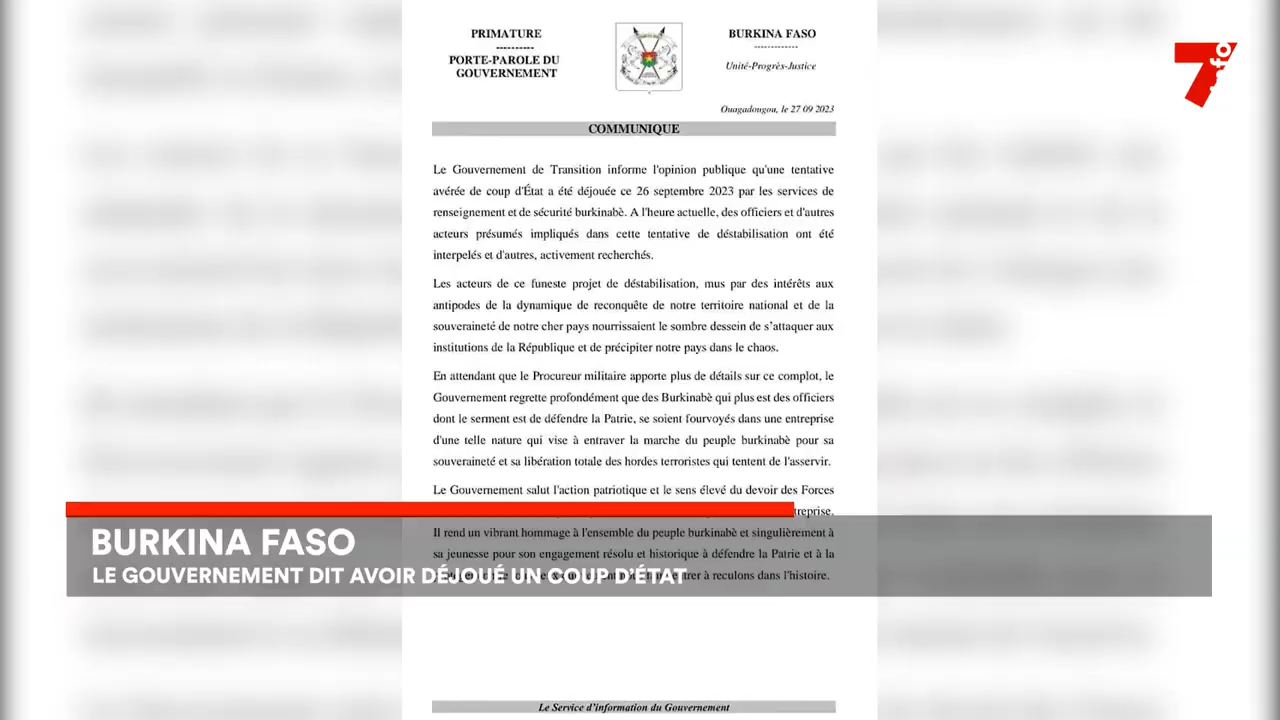 PRIMATURE
----------
PORTE-PAROLE DU
GOUVERNEMENT
BURKINA FASO
-------------
Unité-Progrès-Justice
7
Ouagadougou, le 27 09 2023
COMMUNIQUE
Le Gouvernement de Transition informe l'opinion publique qu'une tentative
avérée de coup d'État a été déjouée ce 26 septembre 2023 par les services de
renseignement et de sécurité burkinabè. A l'heure actuelle, des officiers et d'autres
acteurs présumés impliqués dans cette tentative de déstabilisation ont été
interpelés et d'autres, activement recherchés.
Les acteurs de ce funeste projet de déstabilisation, mus par des intérêts aux
antipodes de la dynamique de reconquête de notre territoire national et de la
souveraineté de notre cher pays nourrissaient le sombre dessein de s’attaquer aux
institutions de la République et de précipiter notre pays dans le chaos.
En attendant que le Procureur militaire apporte plus de détails sur ce complot, le
Gouvernement regrette profondément que des Burkinabè qui plus est des officiers
dont le serment est de défendre la Patrie, se soient fourvoyés dans une entreprise
d'une telle nature qui vise à entraver la marche du peuple burkinabè pour sa
souveraineté et sa libération totale des hordes terroristes qui tentent de l'asservir.
Le Gouvernement salut l'action patriotique et le sens élevé du devoir des Forces
treprise.
Il rend un vibrant hommage à l'ensemble du peuple burkinabè et singulièrement à
sa jeunesse pour son engagement résolu et historique à défendre la Patrie et à la
à reculons dans l'histoire.
BURKINA FASO
LE GOUVERNEMENT DIT AVOIR DÉJOUÉ UN COUP D’ÉTAT
Le Service d’information du Gouvernement